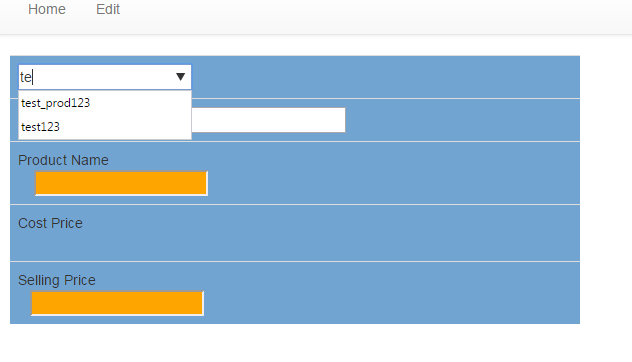 Home Edit
te
test_prod123
test123
Product Name
Cost Price
Selling Price